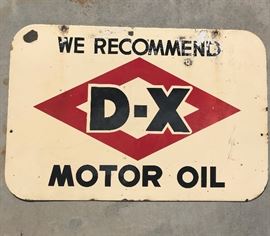 WE RECOMMEND
D-X
MOTOR OIL